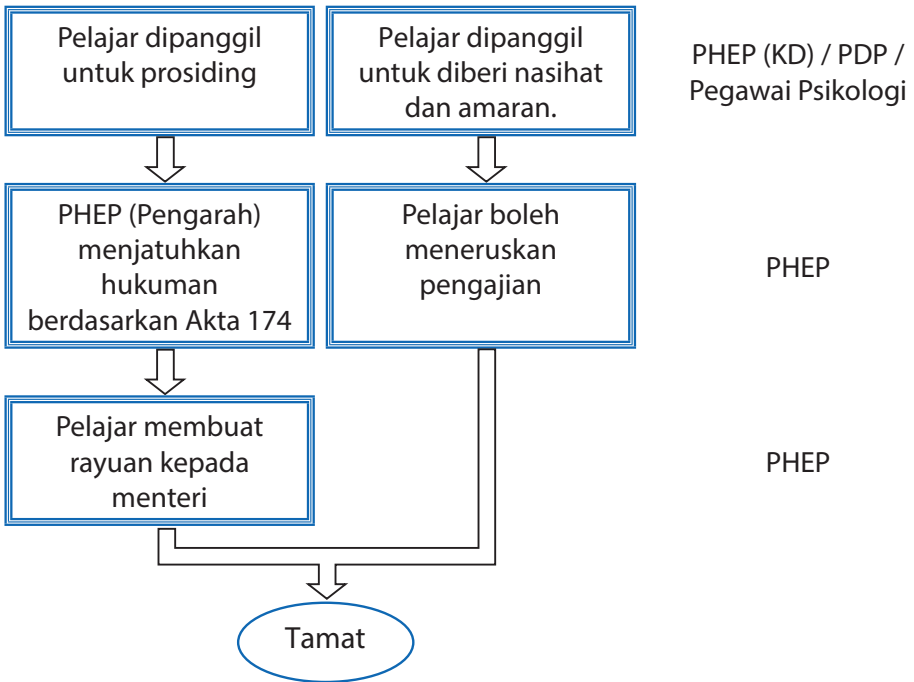 Pelajar dipanggil
untuk prosiding
Pelajar dipanggil
untuk diberi nasihat
dan amaran.
PHEP (KD) / PDP /
Pegawai Psikologi
PHEP (Pengarah)
menjatuhkan
hukuman
berdasarkan Akta 174
Pelajar boleh
meneruskan
pengajian
PHEP
Pelajar membuat
rayuan kepada
menteri
PHEP
Tamat